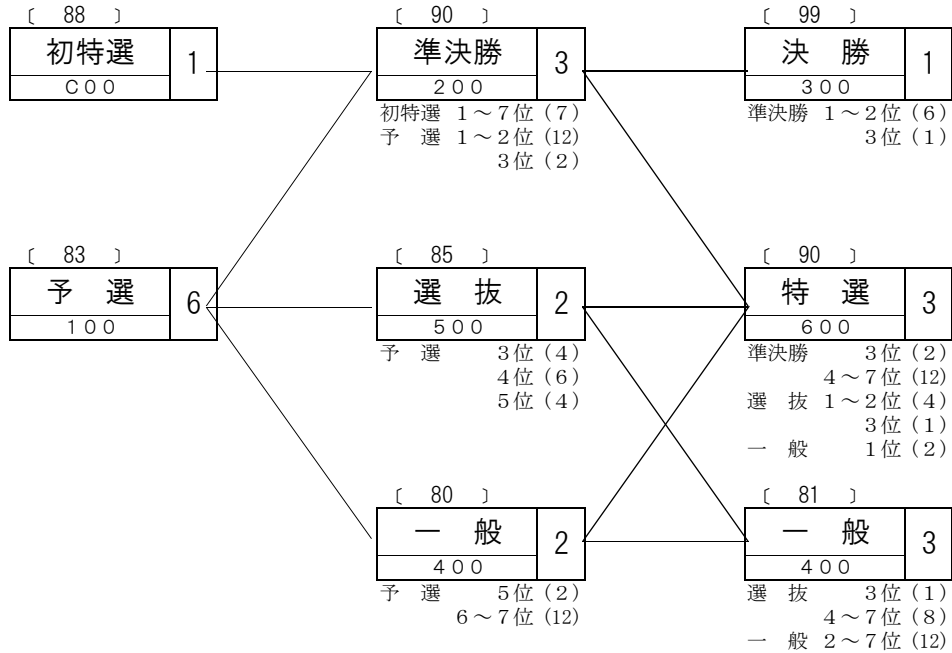 〔 88 〕
初特選 1
C00
〔 90 〕
準決勝 3
200
初特選 1～7位(7)
予 選 1～2位(12)
3位(2)
〔 99 〕
決 勝 1
300
準決勝 1～2位(6)
3位(1)
〔 83 〕
予 選 6
100
〔 85 〕
選 抜 2
500
予 選 3位(4)
4位(6)
5位(4)
〔 90 〕
特 選 3
600
準決勝 3位(2)
4～7位(12)
選 抜 1～2位(4)
3位(1)
一 般 1位(2)
〔 80 〕
一 般 2
400
予 選 5位(2)
6～7位(12)
〔 81 〕
一 般 3
400
選 抜 3位(1)
4～7位(8)
一 般 2～7位(12)